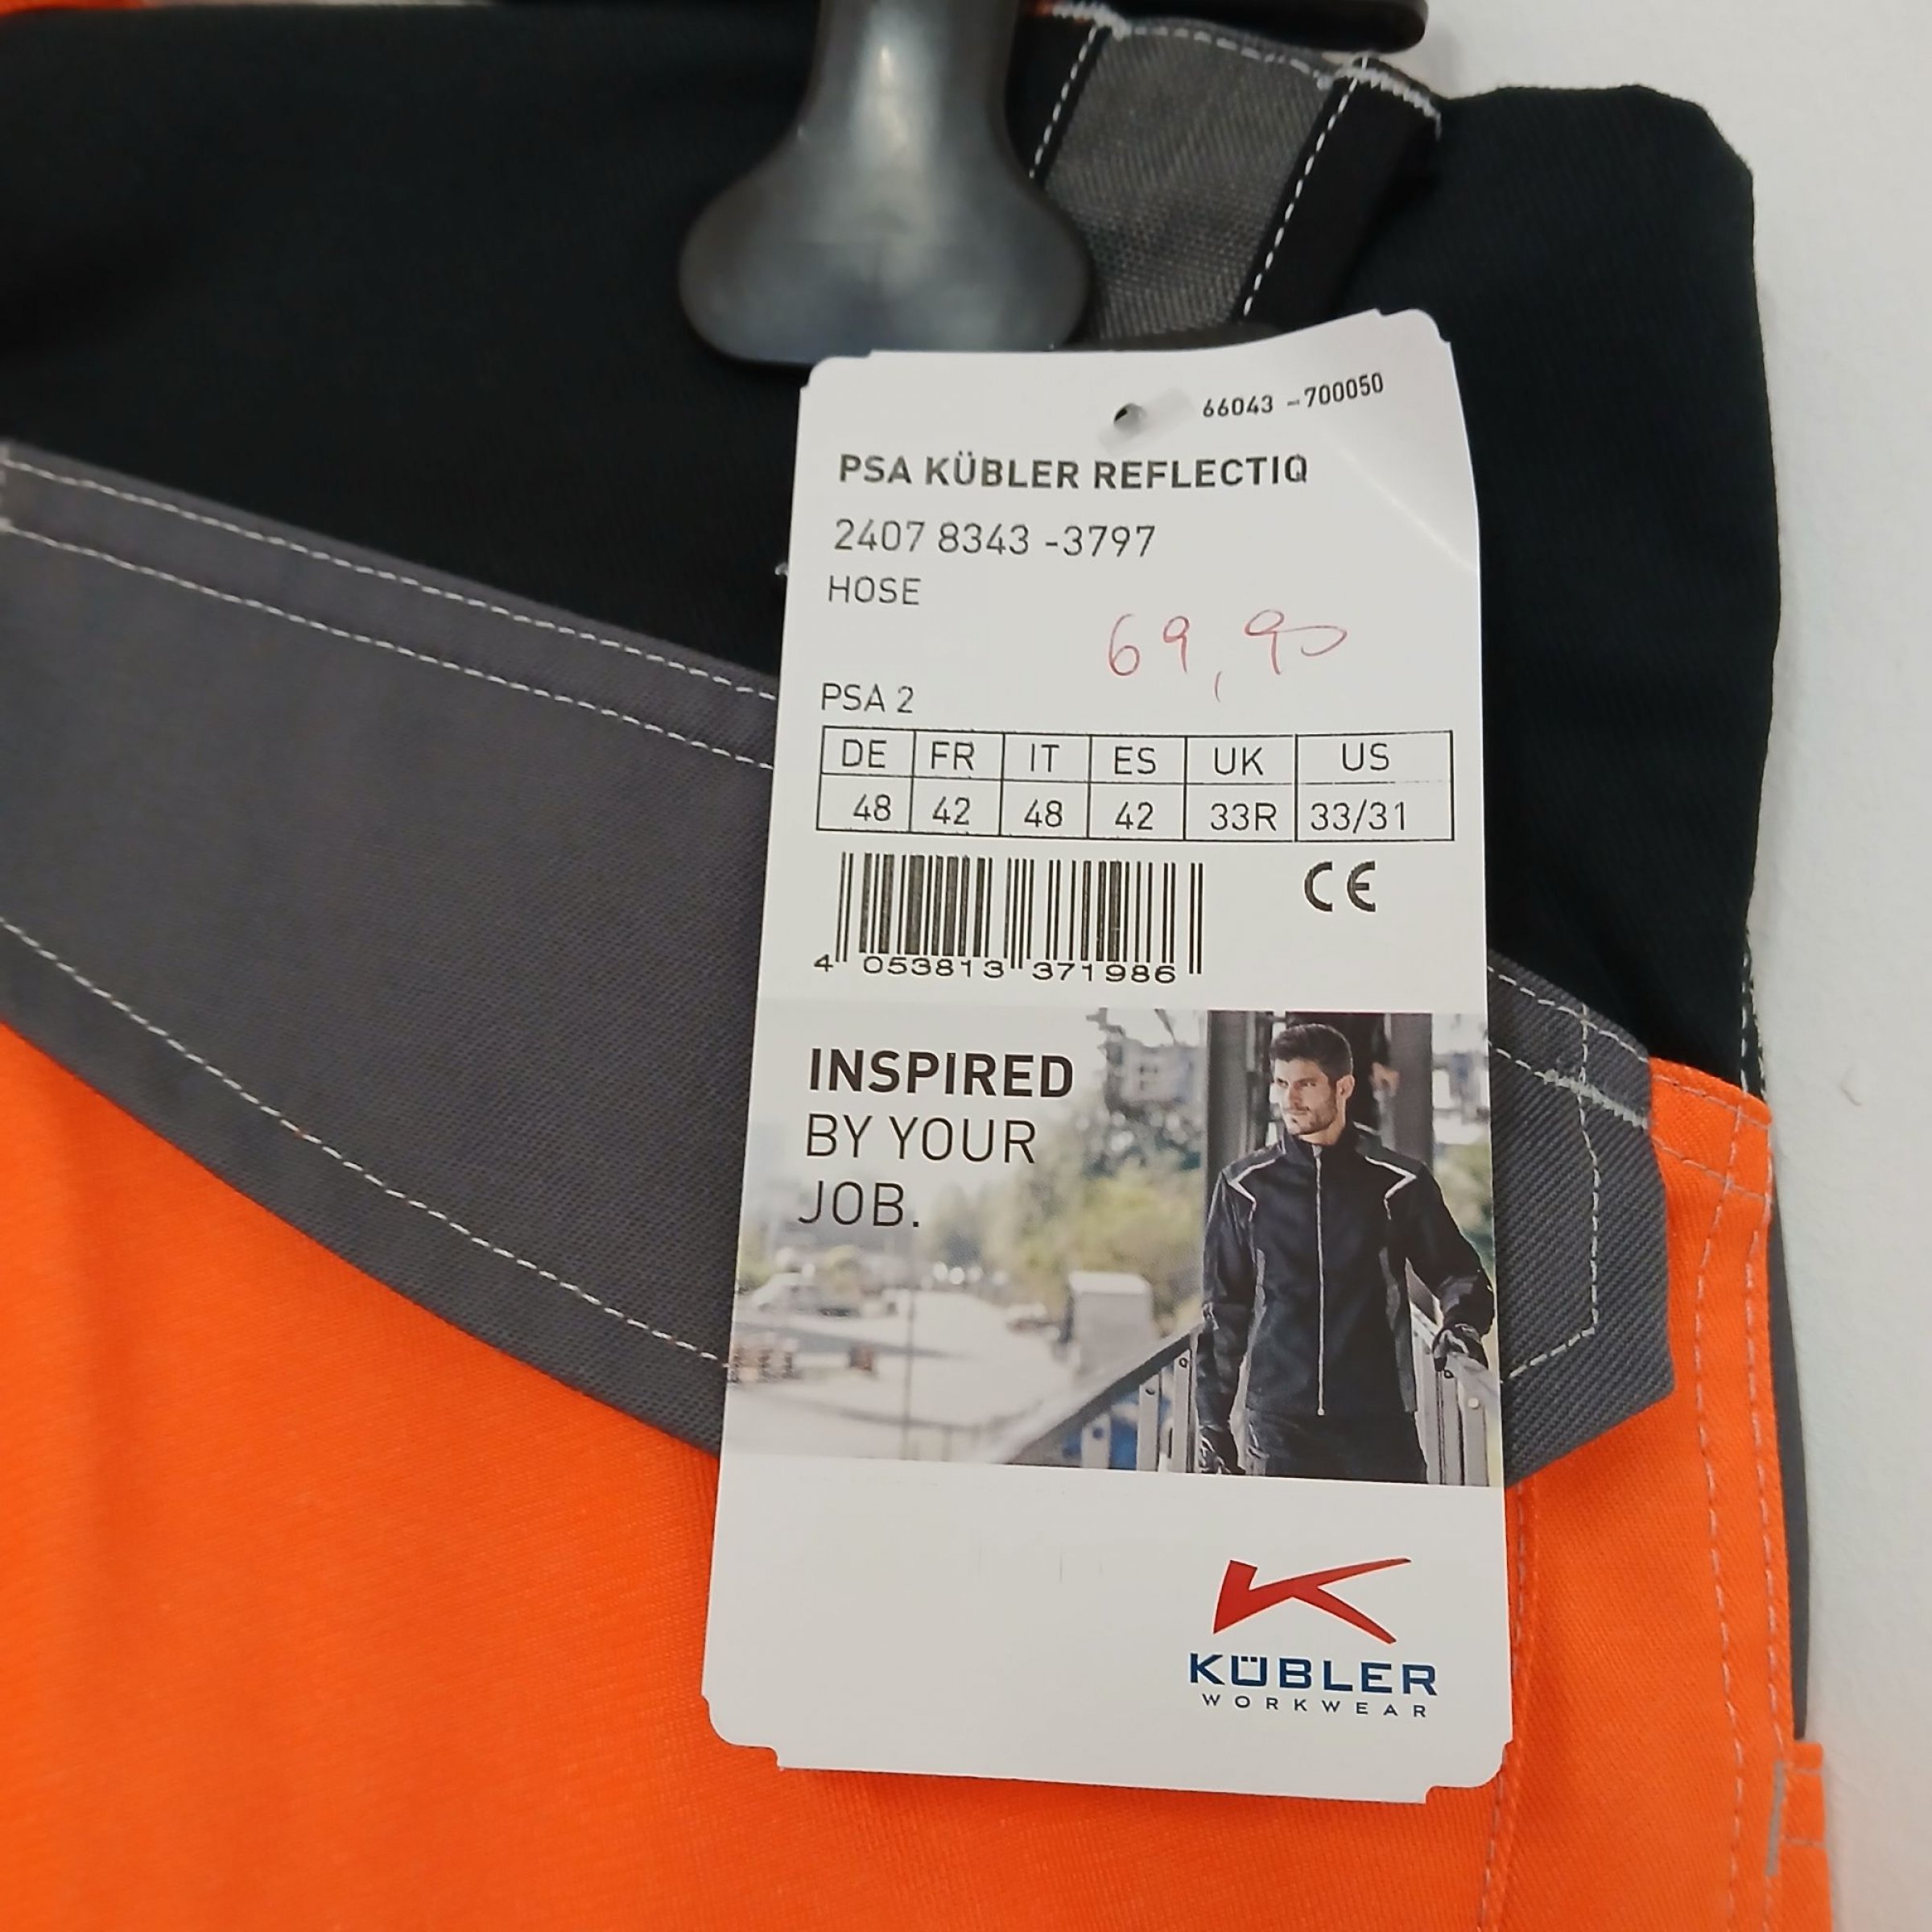 66043 -700050
PSA KÜBLER REFLECTIQ
2407 8343 -3797
HOSE
69,90
PSA 2
DE FR IT ES UK US
48 42 48 42 33R 33/31
CE
4 053813 371986
INSPIRED
BY YOUR
JOB.
KÜBLER
WORKWEAR